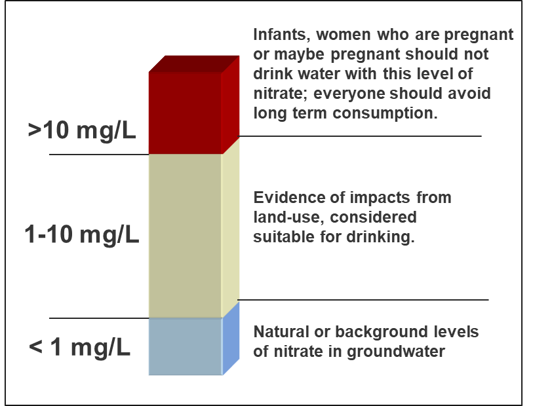 Infants, women who are pregnant
or maybe pregnant should not
drink water with this level of
nitrate; everyone should avoid
long term consumption.
>10 mg/L
Evidence of impacts from
land-use, considered
suitable for drinking.
1-10 mg/L
Natural or background levels
of nitrate in groundwater
< 1 mg/L